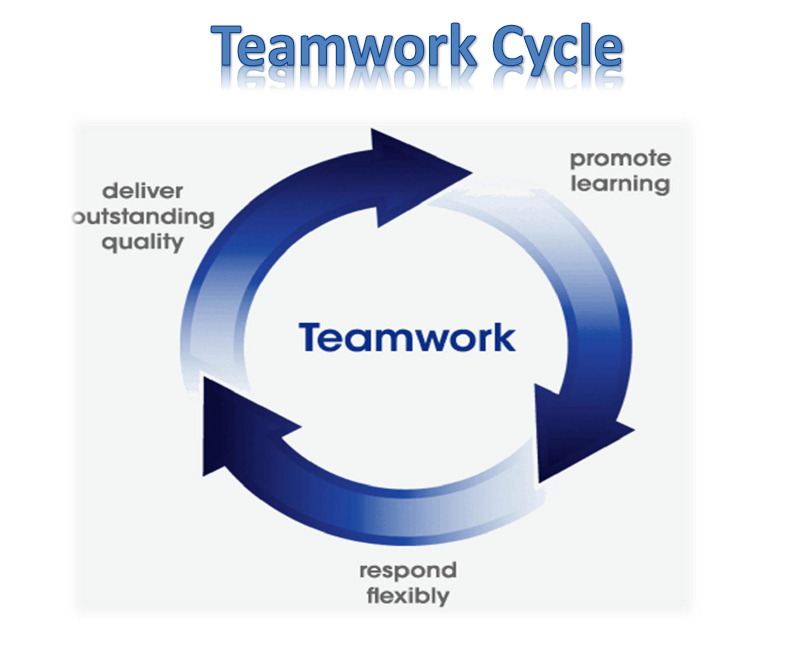 Teamwork Cycle
promote
learning
deliver
outstanding
quality
Teamwork
respond
flexibly